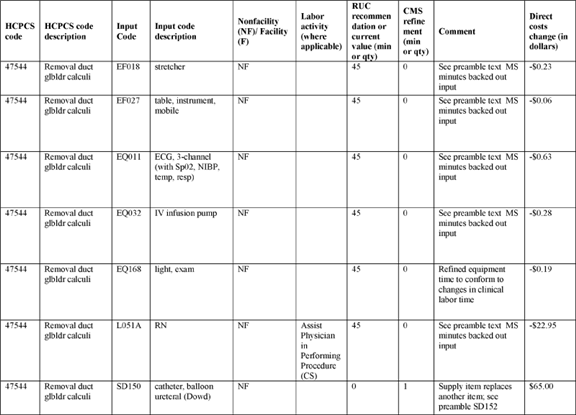 HCPCS code | HCPCS code description | Input Code | Input code description | Nonfacility (NF)/ Facility (F) | Labor activity (where applicable) | RUC recommen dation or current value (min or qty) | CMS refine ment (min or qty) | Comment | Direct costs change (in dollars)
47544 | Removal duct glbldr calculi | EF018 | stretcher | NF | | 45 | 0 | See preamble text MS minutes backed out input | -$0.23
47544 | Removal duct glbldr calculi | EF027 | table, instrument, mobile | NF | | 45 | 0 | See preamble text MS minutes backed out input | -$0.06
47544 | Removal duct glbldr calculi | EQ011 | ECG, 3-channel (with Sp02, NIBP, temp, resp) | NF | | 45 | 0 | See preamble text MS minutes backed out input | -$0.63
47544 | Removal duct glbldr calculi | EQ032 | IV infusion pump | NF | | 45 | 0 | See preamble text MS minutes backed out input | -$0.28
47544 | Removal duct glbldr calculi | EQ168 | light, exam | NF | | 45 | 0 | Refined equipment time to conform to changes in clinical labor time | -$0.19
47544 | Removal duct glbldr calculi | L051A | RN | NF | Assist Physician in Performing Procedure (CS) | 45 | 0 | See preamble text MS minutes backed out input | -$22.95
47544 | Removal duct glbldr calculi | SD150 | catheter, balloon ureteral (Dowd) | NF | | 0 | 1 | Supply item replaces another item; see preamble SD152 | $65.00